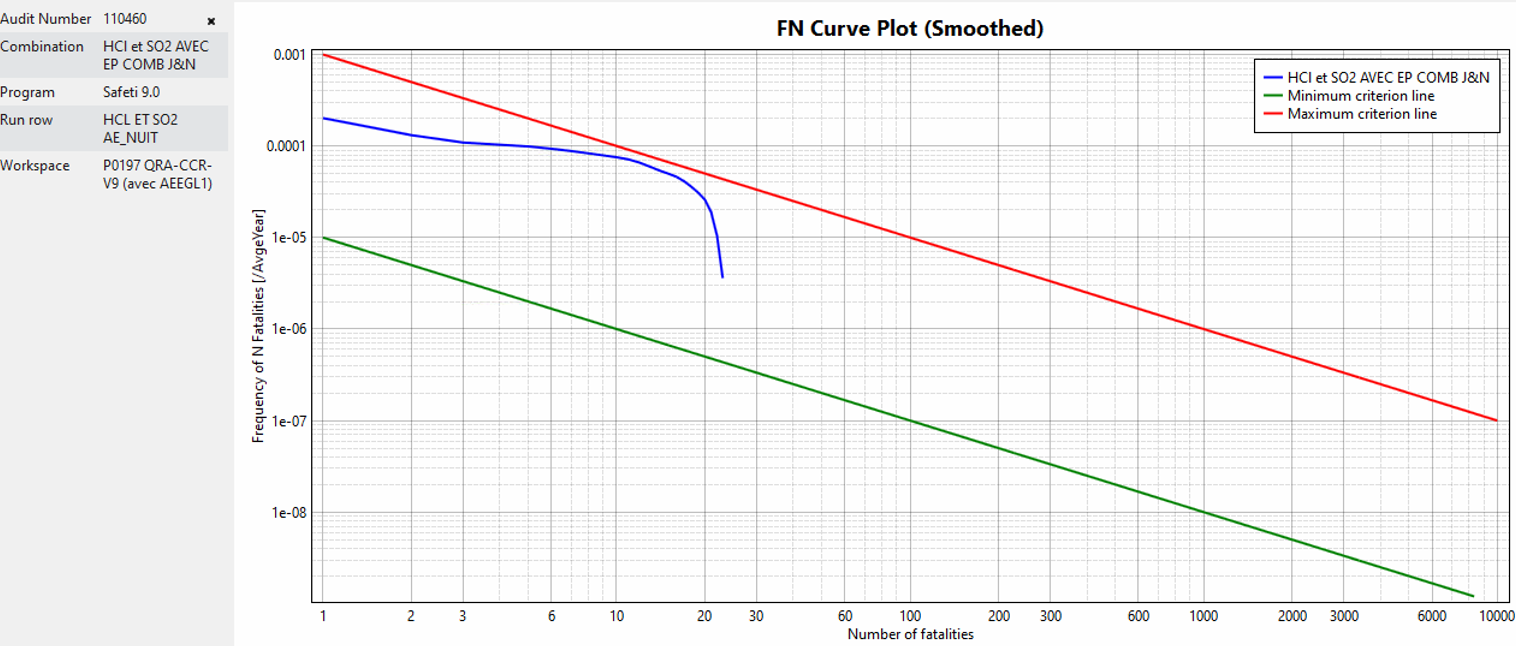 Audit Number 110460 ×
Combination HCl et SO2 AVEC
EP COMB J&N
Program Safeti 9.0
Run row HCL ET SO2
AE_NUIT
Workspace P0197 QRA-CCR-
V9 (avec AEEGL1)
FN Curve Plot (Smoothed)
HCl et SO2 AVEC EP COMB J&N
Minimum criterion line
Maximum criterion line
Frequency of N Fatalities [/AvgeYear]
0.001
0.0001
1e-05
1e-06
1e-07
1e-08
1 2 3 6 10 20 30 60 100 200 300 600 1000 2000 3000 6000 10000
Number of fatalities